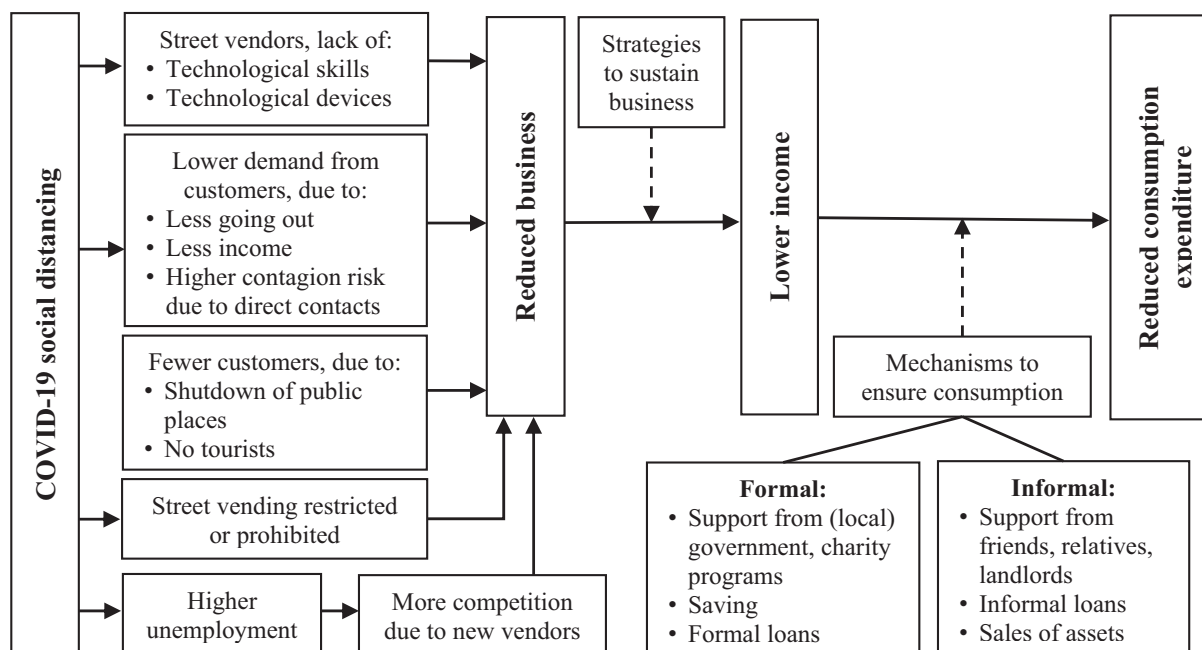 COVID-19 social distancing
Street vendors, lack of:
• Technological skills
• Technological devices
Lower demand from
customers, due to:
• Less going out
• Less income
• Higher contagion risk
due to direct contacts
Fewer customers, due to:
• Shutdown of public
places
• No tourists
Street vending restricted
or prohibited
Higher
unemployment
More competition
due to new vendors
Reduced business
Strategies
to sustain
business
Lower income
Mechanisms to
ensure consumption
Formal:
• Support from (local)
government, charity
programs
• Saving
• Formal loans
Informal:
• Support from
friends, relatives,
landlords
• Informal loans
• Sales of assets
Reduced consumption
expenditure